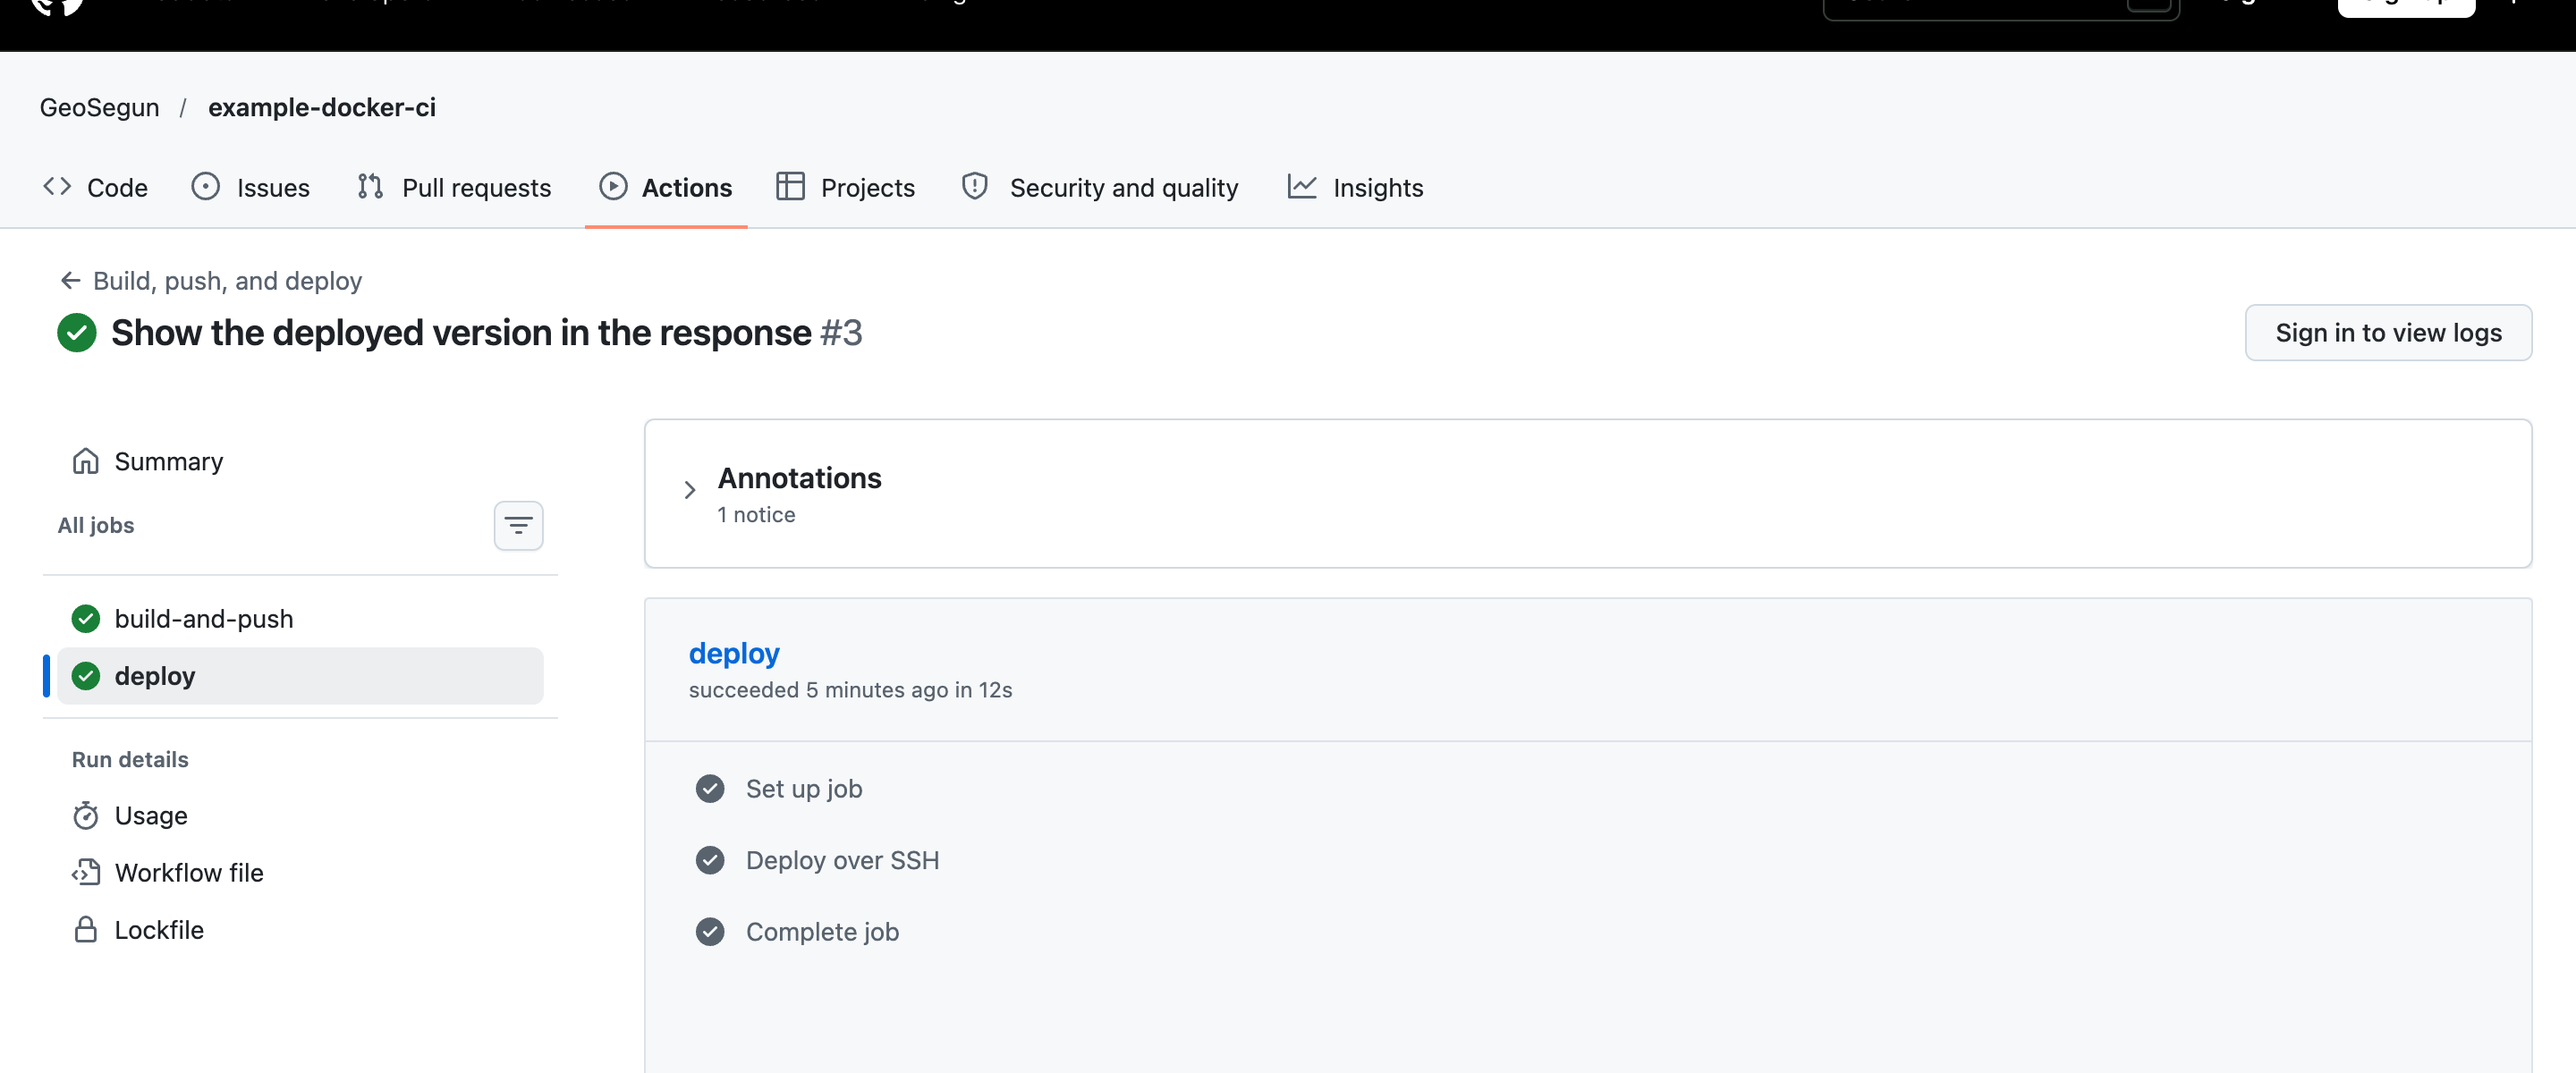 GeoSegun / example-docker-ci
Code Issues Pull requests Actions Projects Security and quality Insights
Build, push, and deploy
Show the deployed version in the response #3
Sign in to view logs
Summary
All jobs
build-and-push
deploy
Run details
Usage
Workflow file
Lockfile
Annotations
1 notice
deploy
succeeded 5 minutes ago in 12s
Set up job
Deploy over SSH
Complete job